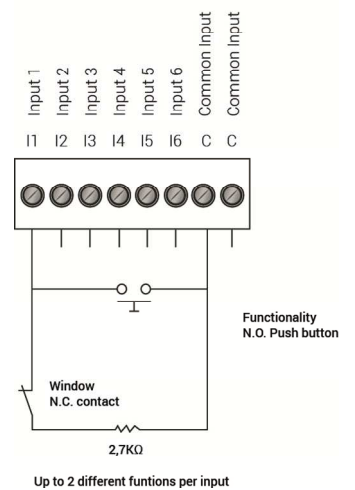 Input 1
Input 2
Input 3
Input 4
Input 5
Input 6
Common Input
Common Input
I1 I2 I3 I4 I5 I6 C C
Functionality
N.O. Push button
Window
N.C. contact
2,7KΩ
Up to 2 different funtions per input